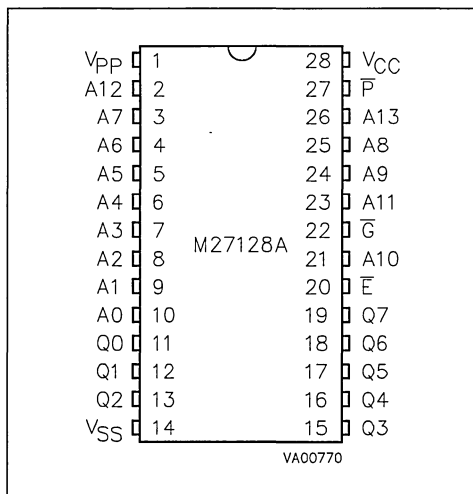 VPP 1 28 VCC
A12 2 27 P̅
A7 3 26 A13
A6 4 25 A8
A5 5 24 A9
A4 6 23 A11
A3 7 22 G̅
M27128A
A2 8 21 A10
A1 9 20 E̅
A0 10 19 Q7
Q0 11 18 Q6
Q1 12 17 Q5
Q2 13 16 Q4
VSS 14 15 Q3
VA00770